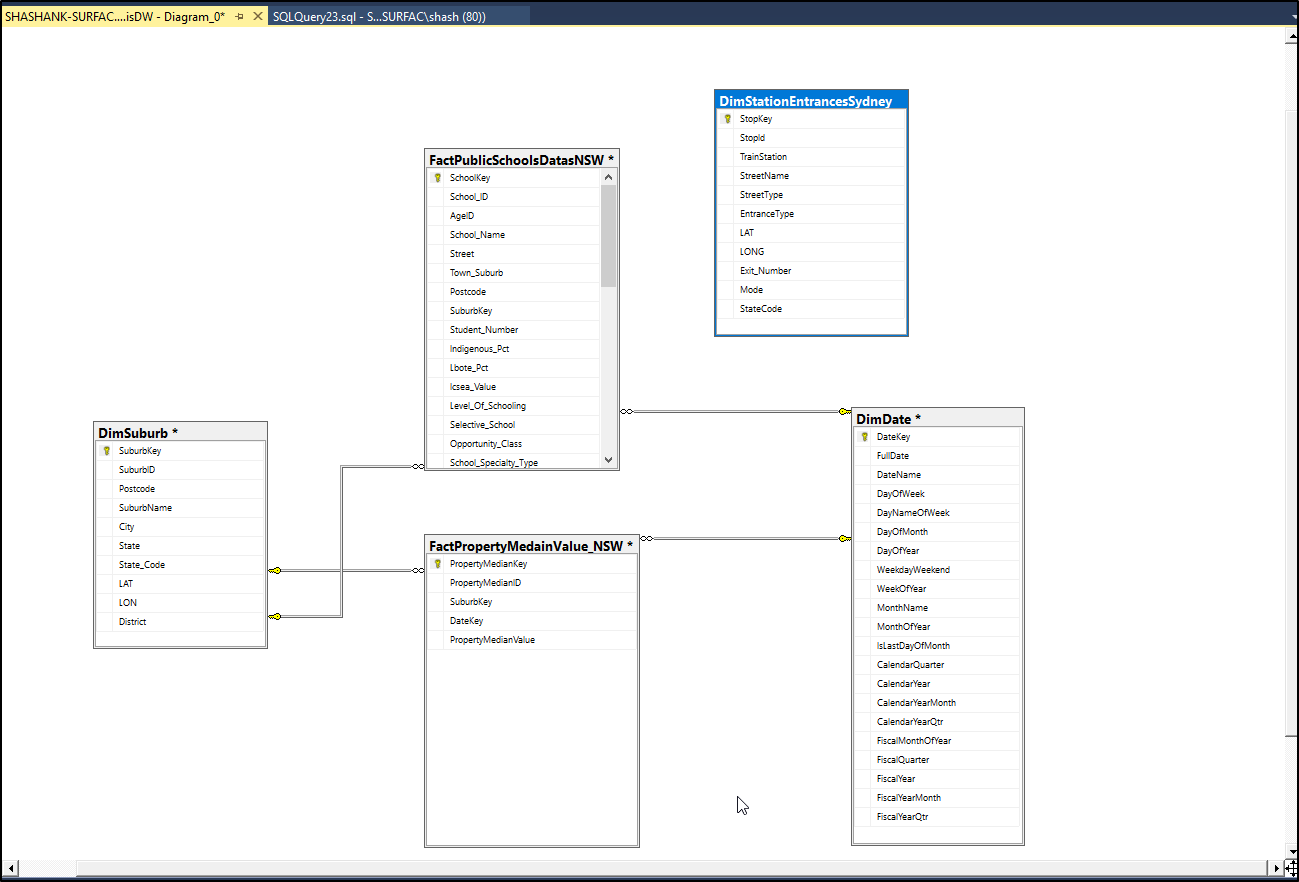 SHASHANK-SURFAC....isDW - Diagram_0*
SQLQuery23.sql - S...SURFAC\shash (80))
DimStationEntrancesSydney
StopKey
StopId
TrainStation
StreetName
StreetType
EntranceType
LAT
LONG
Exit_Number
Mode
StateCode
FactPublicSchoolsDatasNSW *
SchoolKey
School_ID
AgeID
School_Name
Street
Town_Suburb
Postcode
SuburbKey
Student_Number
Indigenous_Pct
Lbote_Pct
Icsea_Value
Level_Of_Schooling
Selective_School
Opportunity_Class
School_Specialty_Type
DimSuburb *
SuburbKey
SuburbID
Postcode
SuburbName
City
State
State_Code
LAT
LON
District
FactPropertyMedainValue_NSW *
PropertyMedianKey
PropertyMedianID
SuburbKey
DateKey
PropertyMedianValue
DimDate *
DateKey
FullDate
DateName
DayOfWeek
DayNameOfWeek
DayOfMonth
DayOfYear
WeekdayWeekend
WeekOfYear
MonthName
MonthOfYear
IsLastDayOfMonth
CalendarQuarter
CalendarYear
CalendarYearMonth
CalendarYearQtr
FiscalMonthOfYear
FiscalQuarter
FiscalYear
FiscalYearMonth
FiscalYearQtr